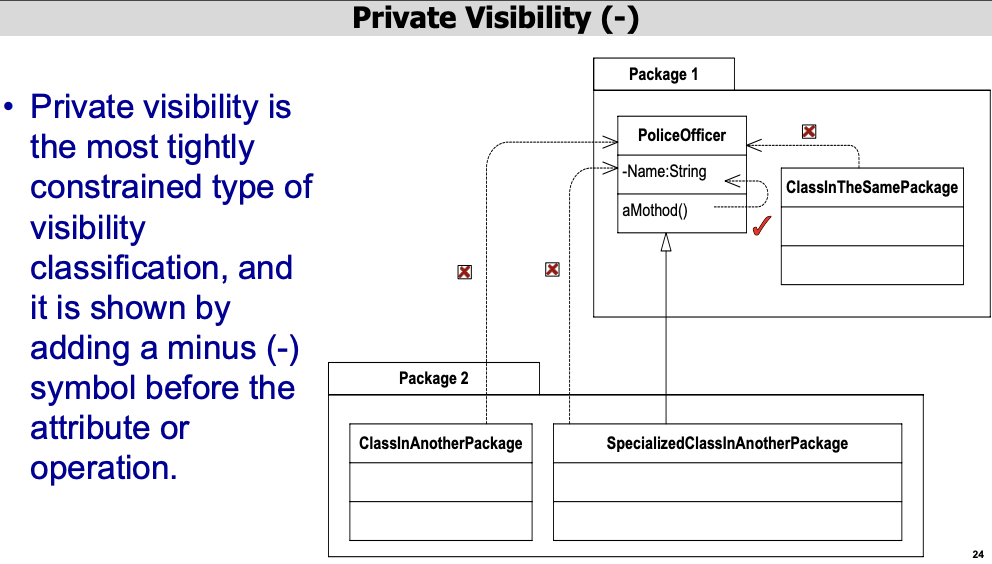 Private Visibility (-)
• Private visibility is
the most tightly
constrained type of
visibility
classification, and
it is shown by
adding a minus (-)
symbol before the
attribute or
operation.
Package 1
PoliceOfficer
-Name:String
aMothod()
ClassInTheSamePackage
Package 2
ClassInAnotherPackage
SpecializedClassInAnotherPackage
24